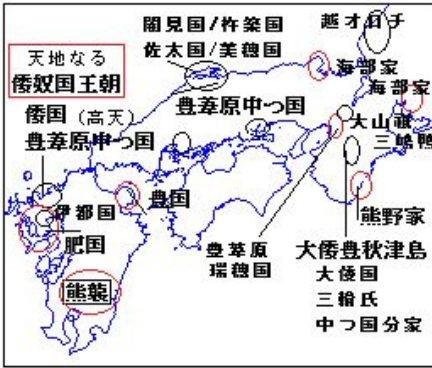 闇見国/杵築国
佐太国/美穂国
越オロチ
天地なる
倭奴国王朝
海部家
海部家
倭国(高天)
豊葦原中つ国
豊葦原中つ国
大山祗
三嶋鴨
伊都国
豊国
肥国
熊襲
豊葦原
瑞穂国
熊野家
大倭豊秋津島
大倭国
三輪氏
中つ国分家